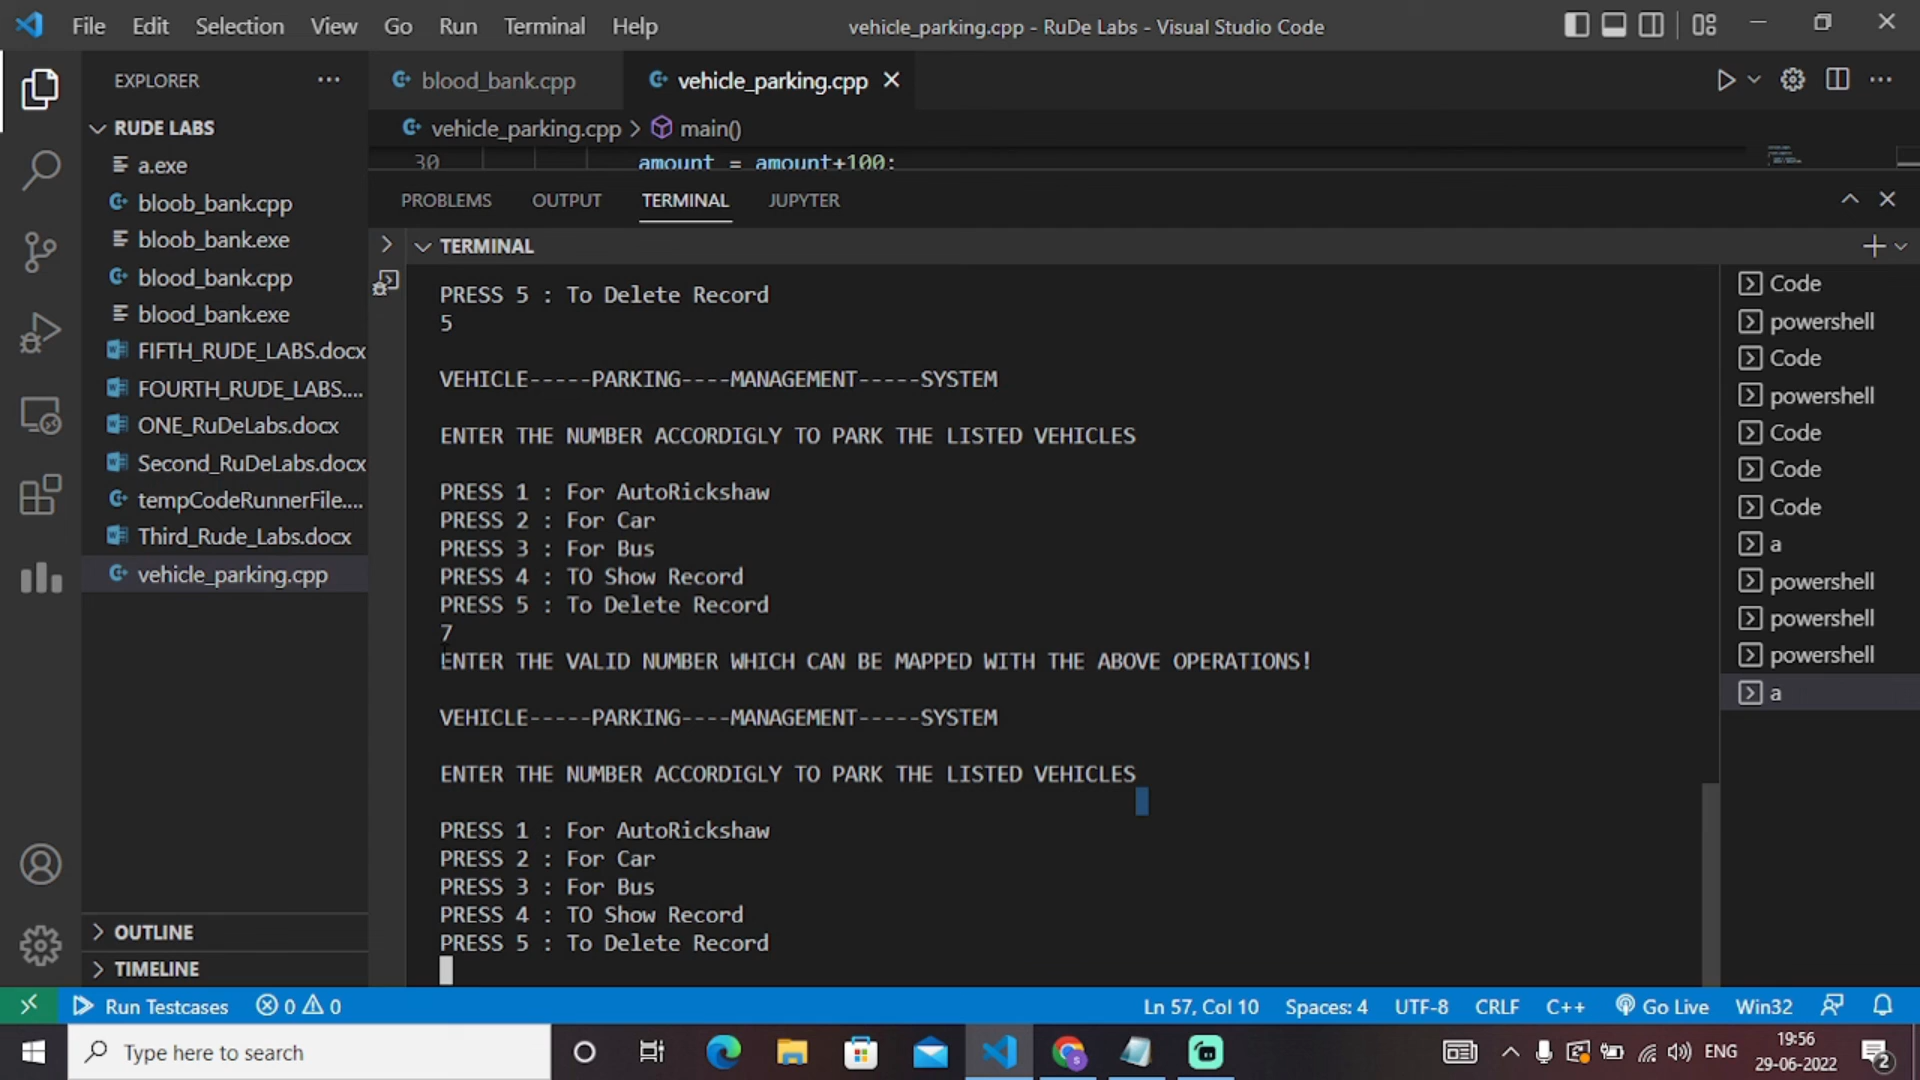 File Edit Selection View Go Run Terminal Help
vehicle_parking.cpp - RuDe Labs - Visual Studio Code
EXPLORER
blood_bank.cpp
vehicle_parking.cpp
RUDE LABS
vehicle_parking.cpp > main()
30 amount = amount+100;
a.exe
bloob_bank.cpp
bloob_bank.exe
blood_bank.cpp
blood_bank.exe
FIFTH_RUDE_LABS.docx
FOURTH_RUDE_LABS....
ONE_RuDeLabs.docx
Second_RuDeLabs.docx
tempCodeRunnerFile....
Third_Rude_Labs.docx
vehicle_parking.cpp
OUTLINE
TIMELINE
PROBLEMS OUTPUT TERMINAL JUPYTER
TERMINAL
PRESS 5 : To Delete Record
5
VEHICLE-----PARKING----MANAGEMENT-----SYSTEM
ENTER THE NUMBER ACCORDIGLY TO PARK THE LISTED VEHICLES
PRESS 1 : For AutoRickshaw
PRESS 2 : For Car
PRESS 3 : For Bus
PRESS 4 : TO Show Record
PRESS 5 : To Delete Record
7
ENTER THE VALID NUMBER WHICH CAN BE MAPPED WITH THE ABOVE OPERATIONS!
VEHICLE-----PARKING----MANAGEMENT-----SYSTEM
ENTER THE NUMBER ACCORDIGLY TO PARK THE LISTED VEHICLES
PRESS 1 : For AutoRickshaw
PRESS 2 : For Car
PRESS 3 : For Bus
PRESS 4 : TO Show Record
PRESS 5 : To Delete Record
Code
powershell
Code
powershell
Code
Code
Code
a
powershell
powershell
powershell
a
Run Testcases 0 0 Ln 57, Col 10 Spaces: 4 UTF-8 CRLF C++ Go Live Win32
Type here to search
ENG
19:56
29-06-2022
2